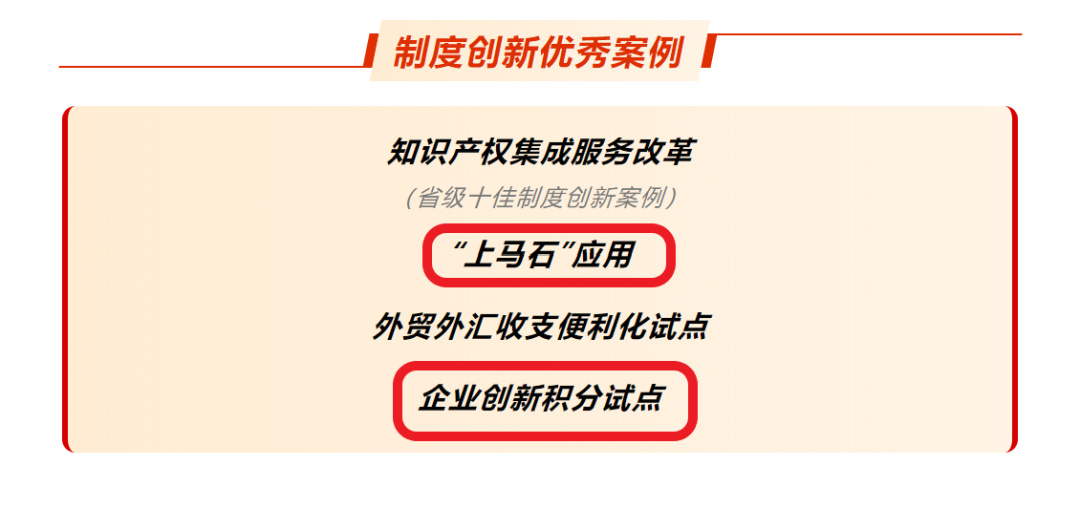 制度创新优秀案例
知识产权集成服务改革
（省级十佳制度创新案例）
“上马石”应用
外贸外汇收支便利化试点
企业创新积分试点